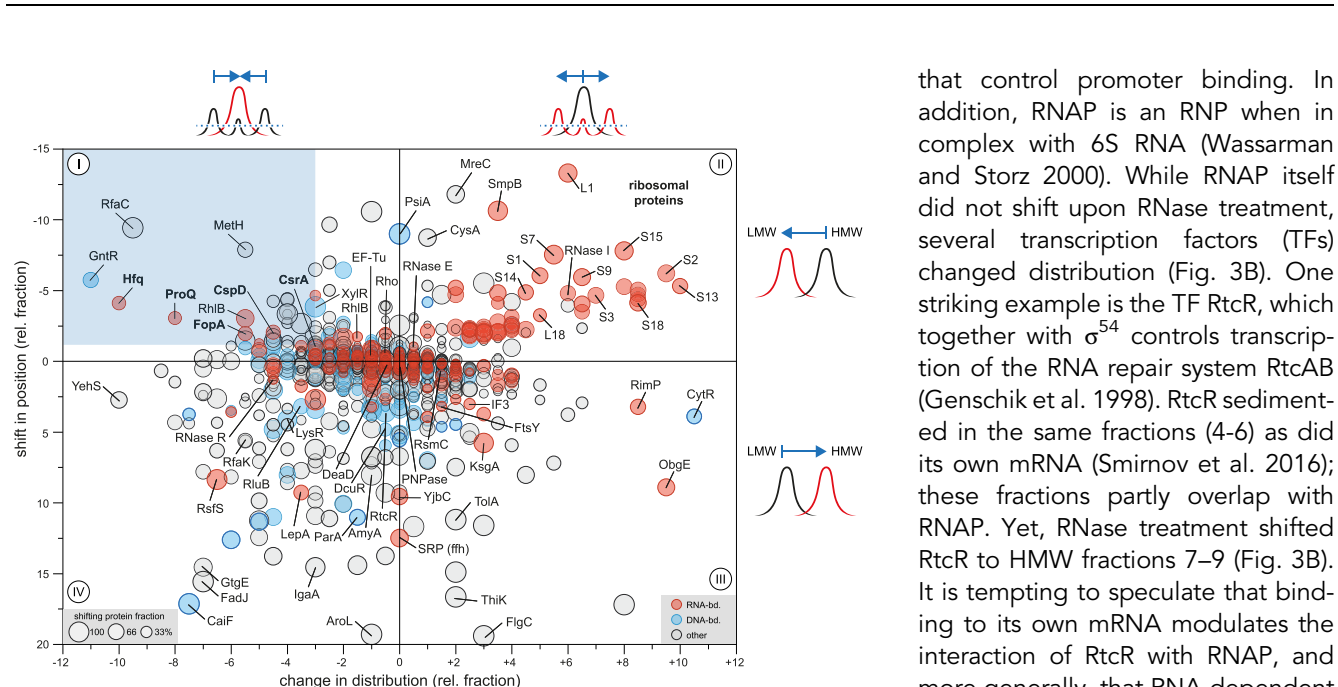 -15
-10
-5
0
5
10
15
20
shift in position (rel. fraction)
I
II
III
IV
RfaC
MetH
GntR
Hfq
ProQ
CspD
RhlB
FopA
CsrA
EF-Tu
XylR
RhlB
Rho
RNase E
PsiA
CysA
MreC
SmpB
L1
ribosomal
proteins
S7
S1
S14
RNase I
S9
S15
S2
S13
S3
S18
L18
YehS
RNase R
RfaK
RluB
LysR
RsfS
LepA
ParA
AmyA
DeaD
DcuR
RtcR
PNPase
RsmC
YjbC
SRP (ffh)
KsgA
IF3
FtsY
TolA
RimP
CytR
ObgE
GtgE
FadJ
CaiF
IgaA
AroL
ThiK
FlgC
shifting protein fraction
100 66 33%
RNA-bd.
DNA-bd.
other
-12 -10 -8 -6 -4 -2 0 +2 +4 +6 +8 +10 +12
change in distribution (rel. fraction)
LMW HMW
LMW HMW
that control promoter binding. In
addition, RNAP is an RNP when in
complex with 6S RNA (Wassarman
and Storz 2000). While RNAP itself
did not shift upon RNase treatment,
several transcription factors (TFs)
changed distribution (Fig. 3B). One
striking example is the TF RtcR, which
together with σ54 controls transcrip-
tion of the RNA repair system RtcAB
(Genschik et al. 1998). RtcR sediment-
ed in the same fractions (4-6) as did
its own mRNA (Smirnov et al. 2016);
these fractions partly overlap with
RNAP. Yet, RNase treatment shifted
RtcR to HMW fractions 7–9 (Fig. 3B).
It is tempting to speculate that bind-
ing to its own mRNA modulates the
interaction of RtcR with RNAP, and
more generally, that RNA-dependent